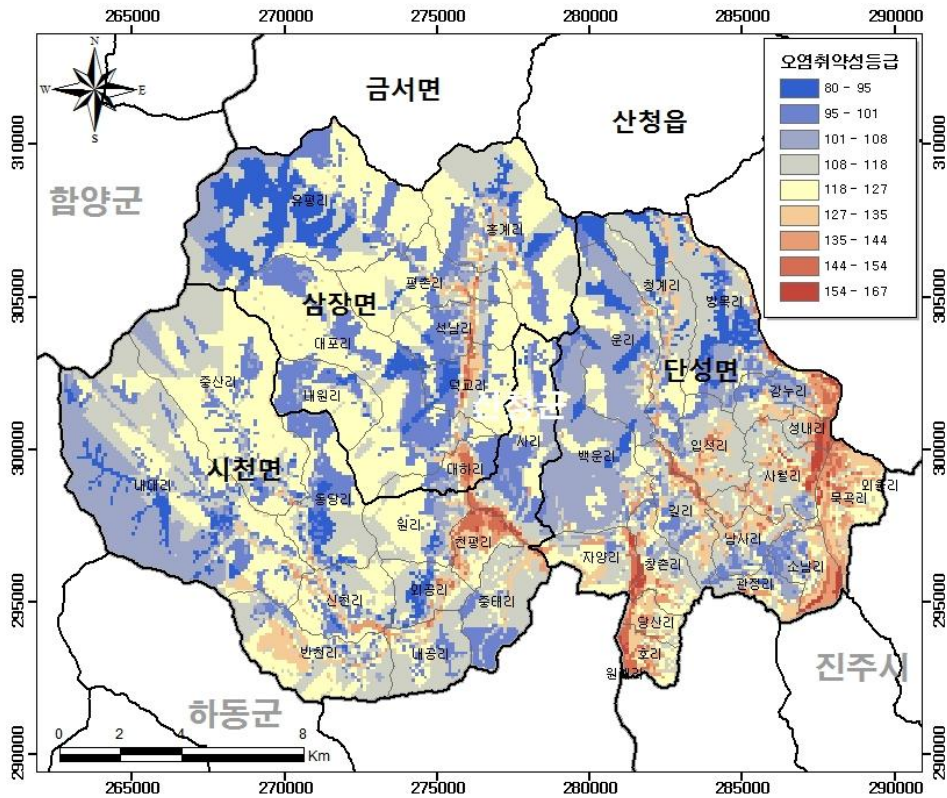 265000 270000 275000 280000 285000 290000
N
W E
S
금서면
산청읍
함양군
오염취약성등급
80 - 95
95 - 101
101 - 108
108 - 118
118 - 127
127 - 135
135 - 144
144 - 154
154 - 167
310000 310000
유평리
홍계리
청계리
방목리
평촌리
삼장면
305000 305000
석남리
대포리
운리
단성면
중산리
덕교리
내원리
강누리
산청군
성내리
사리
입석리
300000 300000
시천면
대하리
백운리
사월리
내대리
동당리
묵곡리
원리
길리
천평리
남사리
자양리
창촌리
소남리
외공리
관정리
295000 295000
신천리
중태리
당산리
반천리
내공리
호리
진주시
하동군
0 2 4 8
Km
290000 290000
265000 270000 275000 280000 285000 290000